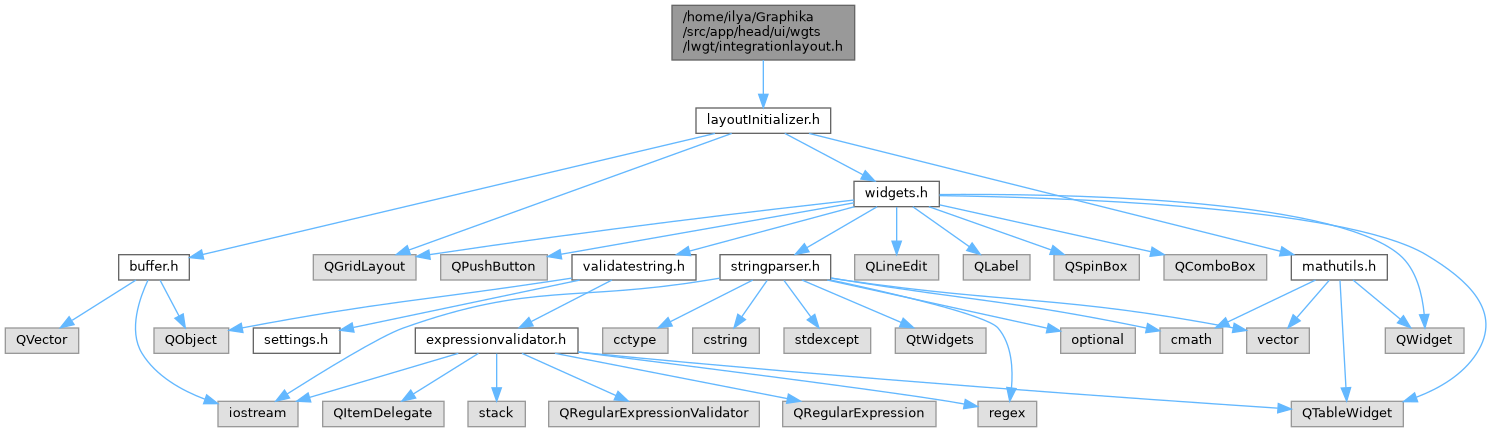 /home/ilya/Graphika
/src/app/head/ui/wgts
/lwgt/integrationlayout.h
layoutInitializer.h
widgets.h
buffer.h
QGridLayout
QPushButton
validatestring.h
stringparser.h
QLineEdit
QLabel
QSpinBox
QComboBox
mathutils.h
QVector
QObject
settings.h
expressionvalidator.h
cctype
cstring
stdexcept
QtWidgets
optional
cmath
vector
QWidget
iostream
QItemDelegate
stack
QRegularExpressionValidator
QRegularExpression
regex
QTableWidget